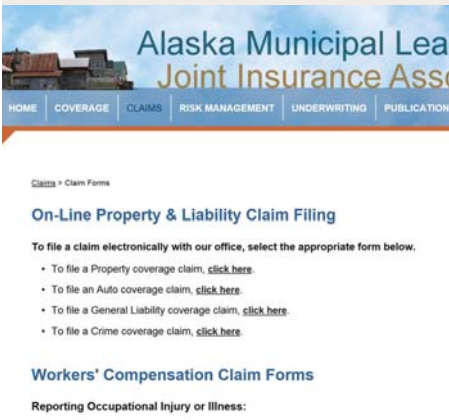 Alaska Municipal Lea
Joint Insurance Asso
HOME COVERAGE CLAIMS RISK MANAGEMENT UNDERWRITING PUBLICATION
Claims > Claim Forms
On-Line Property & Liability Claim Filing
To file a claim electronically with our office, select the appropriate form below.
• To file a Property coverage claim, click here.
• To file an Auto coverage claim, click here.
• To file a General Liability coverage claim, click here.
• To file a Crime coverage claim, click here.
Workers' Compensation Claim Forms
Reporting Occupational Injury or Illness: